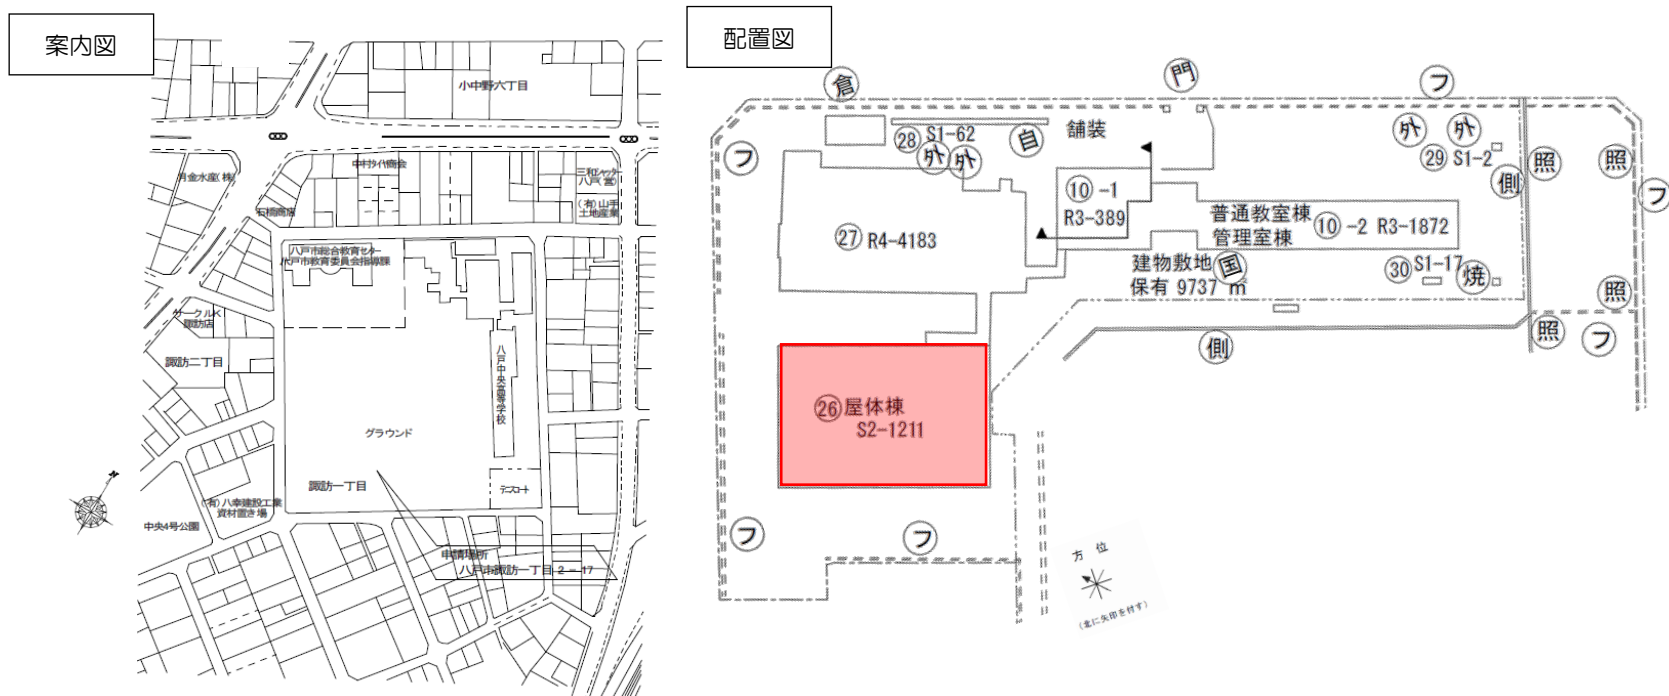 案内図
小中野六丁目
中村タイヤ商会
月金水産(株)
三和シャッター
八戸(営)
(有)山手
土地産業
石橋商店
八戸市総合教育センター
八戸市教育委員会指導課
サークルK
諏訪店
諏訪二丁目
八戸中央高等学校
グラウンド
諏訪一丁目
テニスコート
(有)八幸建設工業
資材置き場
中央4号公園
申請場所
八戸市諏訪一丁目2-17
N
配置図
倉
門
フ
28 S1-62
自
舗装
外 外
外 外
29 S1-2
フ
照
照
側
フ
10 -1
R3-389
普通教室棟
管理室棟
10 -2 R3-1872
27 R4-4183
建物敷地
国
保有 9737 ㎡
30 S1-17
焼
照
側
照
フ
26 屋体棟
S2-1211
フ
フ
方位
(北に矢印を付す)